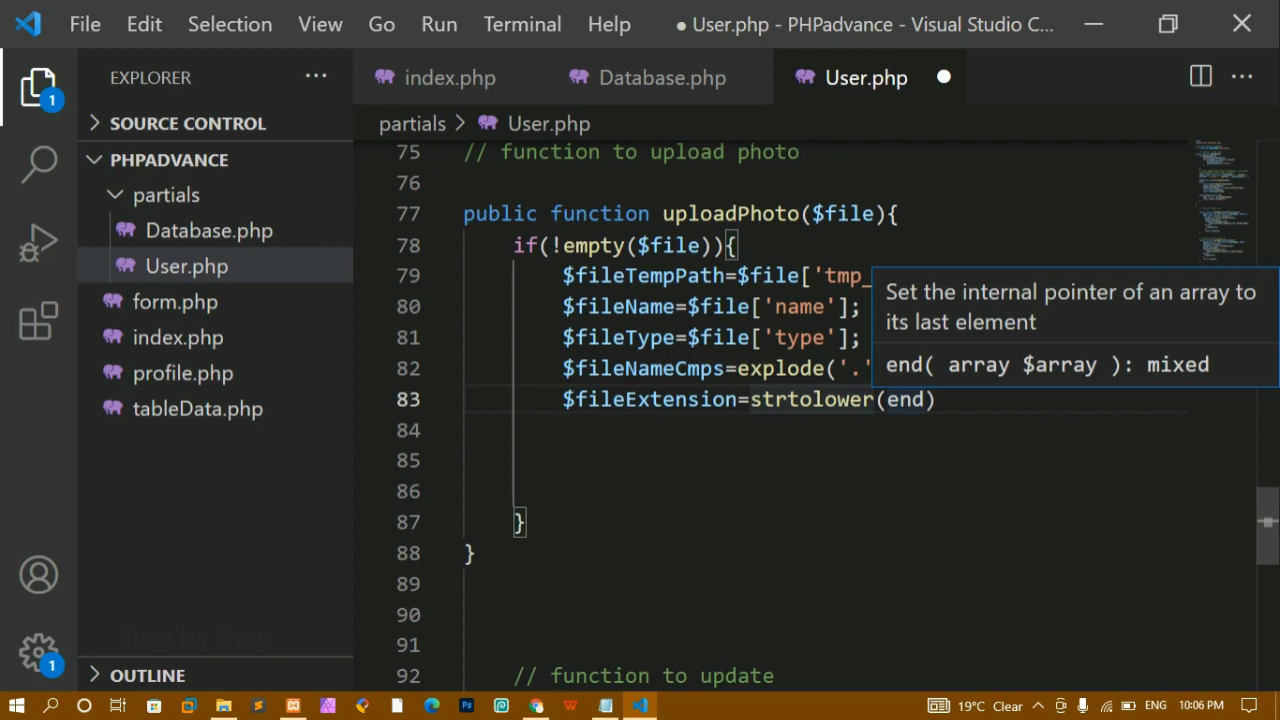 File Edit Selection View Go Run Terminal Help ● User.php - PHPadvance - Visual Studio C...
EXPLORER
index.php Database.php User.php
1
SOURCE CONTROL
partials > User.php
PHPADVANCE
partials
Database.php
User.php
form.php
index.php
profile.php
tableData.php
75 // function to upload photo
76
77 public function uploadPhoto($file){
78 if(!empty($file)){
79 $fileTempPath=$file['tmp_
80 $fileName=$file['name'];
81 $fileType=$file['type'];
82 $fileNameCmps=explode('.'
83 $fileExtension=strtolower(end)
84
85
86
87 }
88 }
89
90
91
92 // function to update
Set the internal pointer of an array to
its last element
end( array $array ): mixed
Step by Step
1
OUTLINE
19°C Clear ENG 10:06 PM